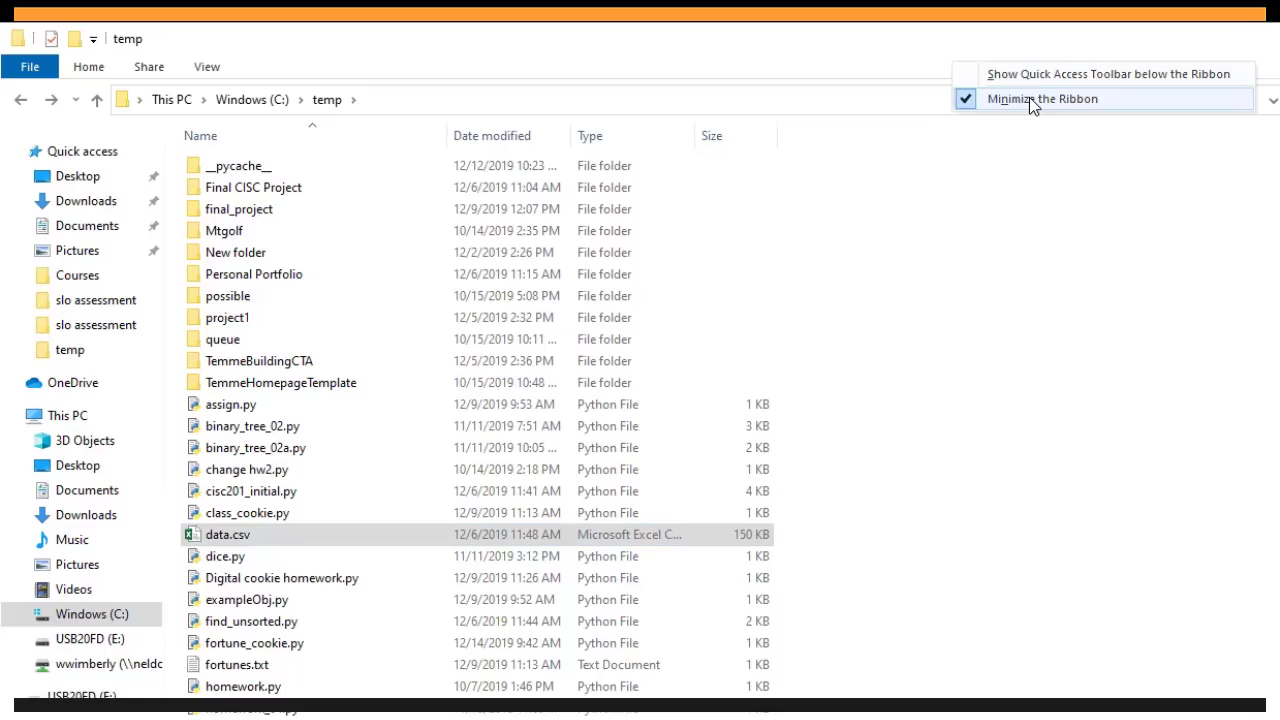 temp
File Home Share View
Show Quick Access Toolbar below the Ribbon
Minimize the Ribbon
This PC > Windows (C:) > temp >
Name Date modified Type Size
Quick access
Desktop
Downloads
Documents
Pictures
Courses
slo assessment
slo assessment
temp
OneDrive
This PC
3D Objects
Desktop
Documents
Downloads
Music
Pictures
Videos
Windows (C:)
USB20FD (E:)
wwimberly (\\neldc
USB20FD (E:)
__pycache__ 12/12/2019 10:23 ... File folder
Final CISC Project 12/6/2019 11:04 AM File folder
final_project 12/9/2019 12:07 PM File folder
Mtgolf 10/14/2019 2:35 PM File folder
New folder 12/2/2019 2:26 PM File folder
Personal Portfolio 12/6/2019 11:15 AM File folder
possible 10/15/2019 5:08 PM File folder
project1 12/5/2019 2:32 PM File folder
queue 10/15/2019 10:11 ... File folder
TemmeBuildingCTA 12/5/2019 2:36 PM File folder
TemmeHomepageTemplate 10/15/2019 10:48 ... File folder
assign.py 12/9/2019 9:53 AM Python File 1 KB
binary_tree_02.py 11/11/2019 7:51 AM Python File 3 KB
binary_tree_02a.py 11/11/2019 10:05 ... Python File 2 KB
change hw2.py 10/14/2019 2:18 PM Python File 1 KB
cisc201_initial.py 12/6/2019 11:41 AM Python File 4 KB
class_cookie.py 12/9/2019 11:13 AM Python File 1 KB
data.csv 12/6/2019 11:48 AM Microsoft Excel C... 150 KB
dice.py 11/11/2019 3:12 PM Python File 1 KB
Digital cookie homework.py 12/9/2019 11:26 AM Python File 1 KB
exampleObj.py 12/9/2019 9:52 AM Python File 1 KB
find_unsorted.py 12/6/2019 11:44 AM Python File 2 KB
fortune_cookie.py 12/14/2019 9:42 AM Python File 1 KB
fortunes.txt 12/9/2019 11:13 AM Text Document 1 KB
homework.py 10/7/2019 1:46 PM Python File 1 KB